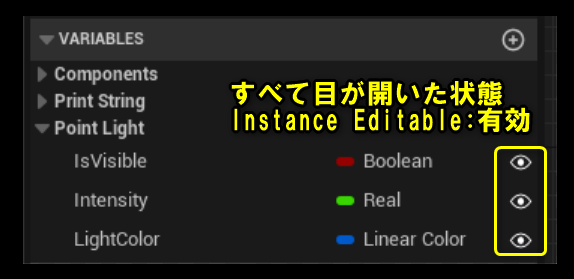 VARIABLES
Components
Print String
Point Light
すべて目が開いた状態
Instance Editable:有効
IsVisible Boolean
Intensity Real
LightColor Linear Color